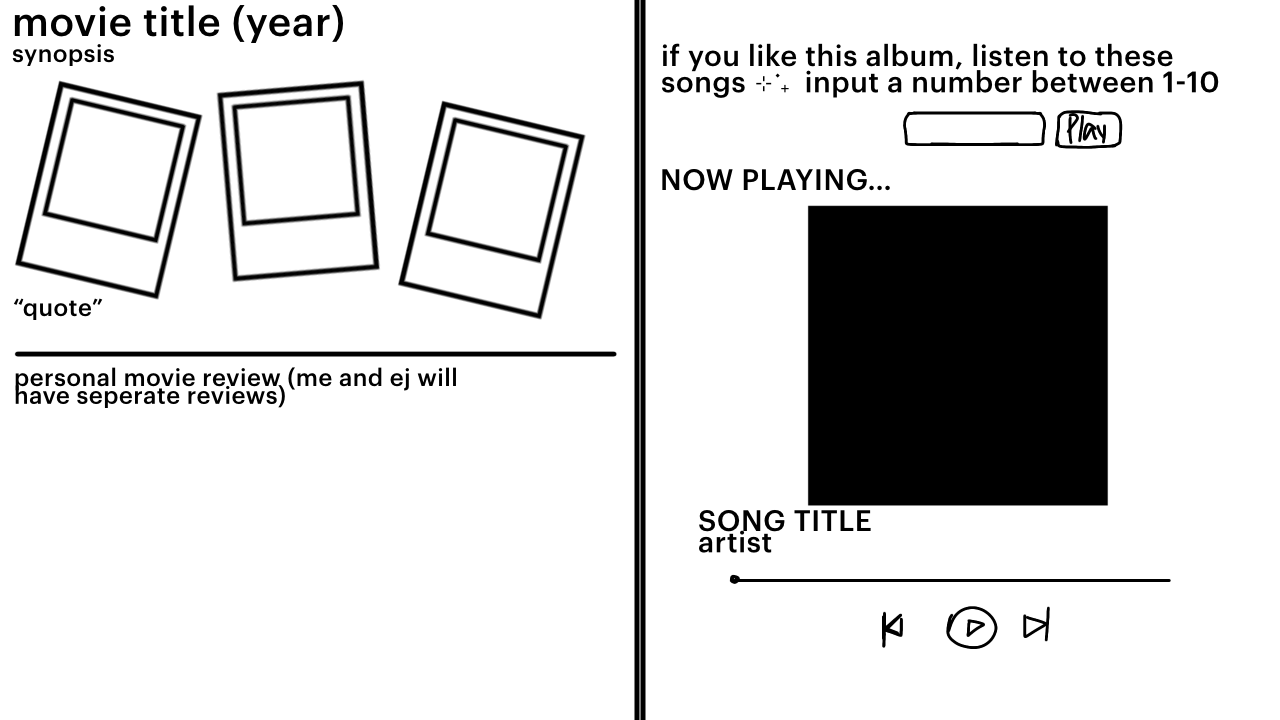 movie title (year)
synopsis
“quote”
personal movie review (me and ej will
have seperate reviews)
if you like this album, listen to these
songs input a number between 1-10
Play
NOW PLAYING...
SONG TITLE
artist